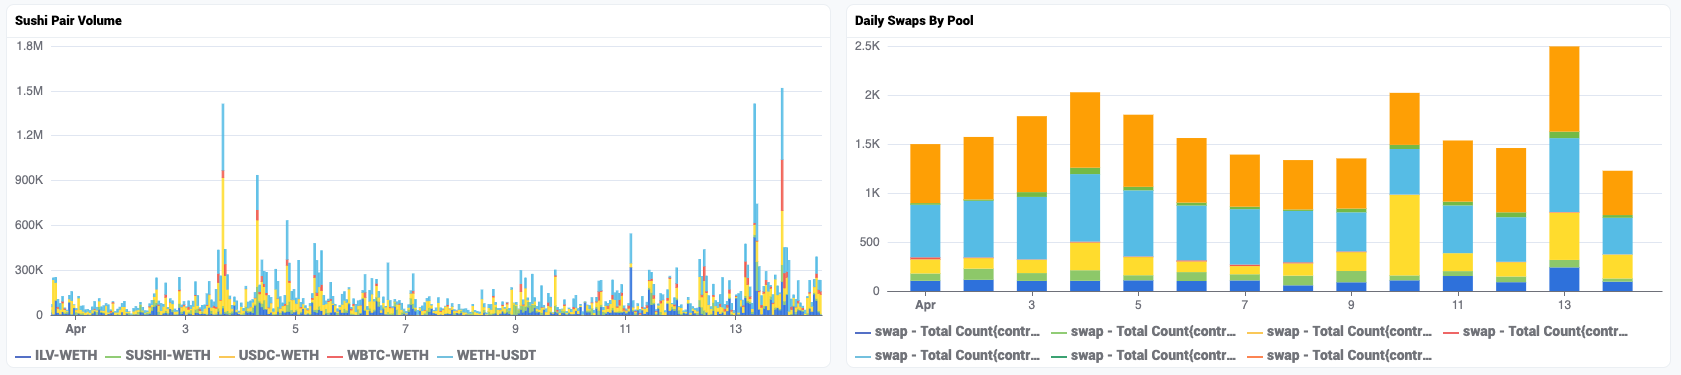 Sushi Pair Volume
1.8M
1.5M
1.2M
900K
600K
300K
0
Apr 3 5 7 9 11 13
ILV-WETH SUSHI-WETH USDC-WETH WBTC-WETH WETH-USDT
Daily Swaps By Pool
2.5K
2K
1.5K
1K
500
0
Apr 3 5 7 9 11 13
swap - Total Count{contr... swap - Total Count{contr... swap - Total Count{contr... swap - Total Count{contr...
swap - Total Count{contr... swap - Total Count{contr... swap - Total Count{contr...